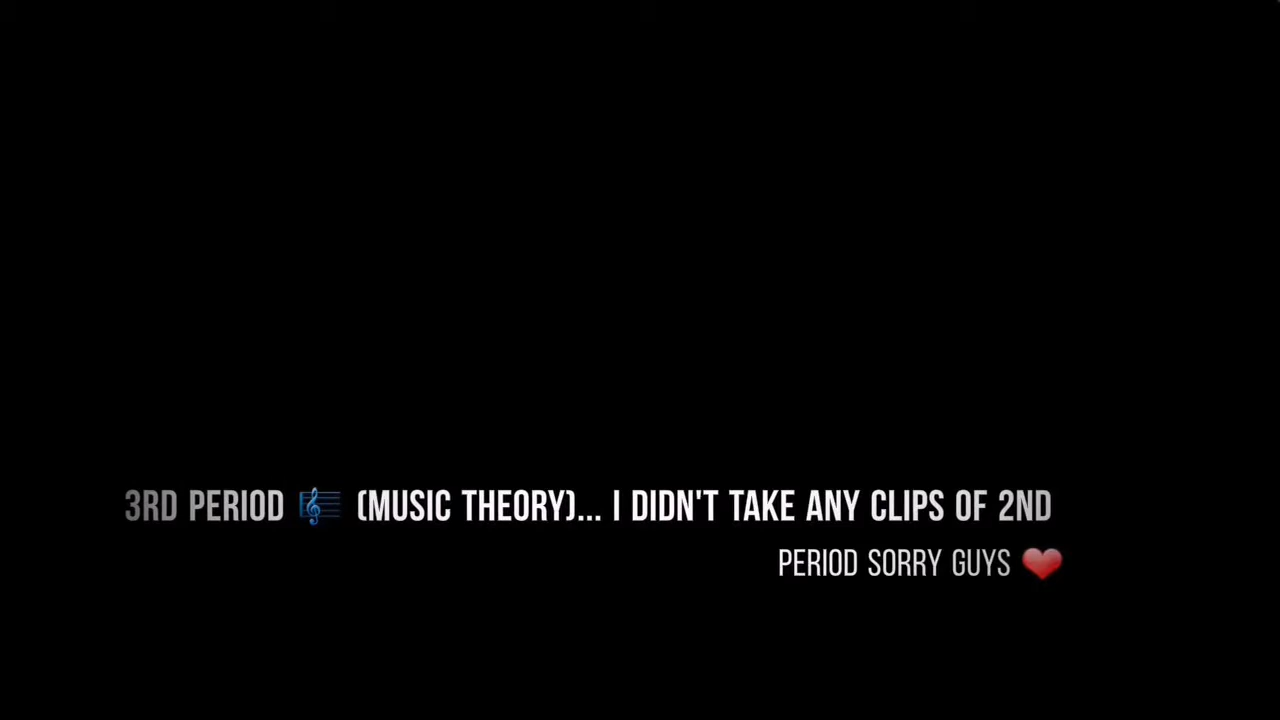 3RD PERIOD 🎼 (MUSIC THEORY)... I DIDN'T TAKE ANY CLIPS OF 2ND
PERIOD SORRY GUYS ❤️